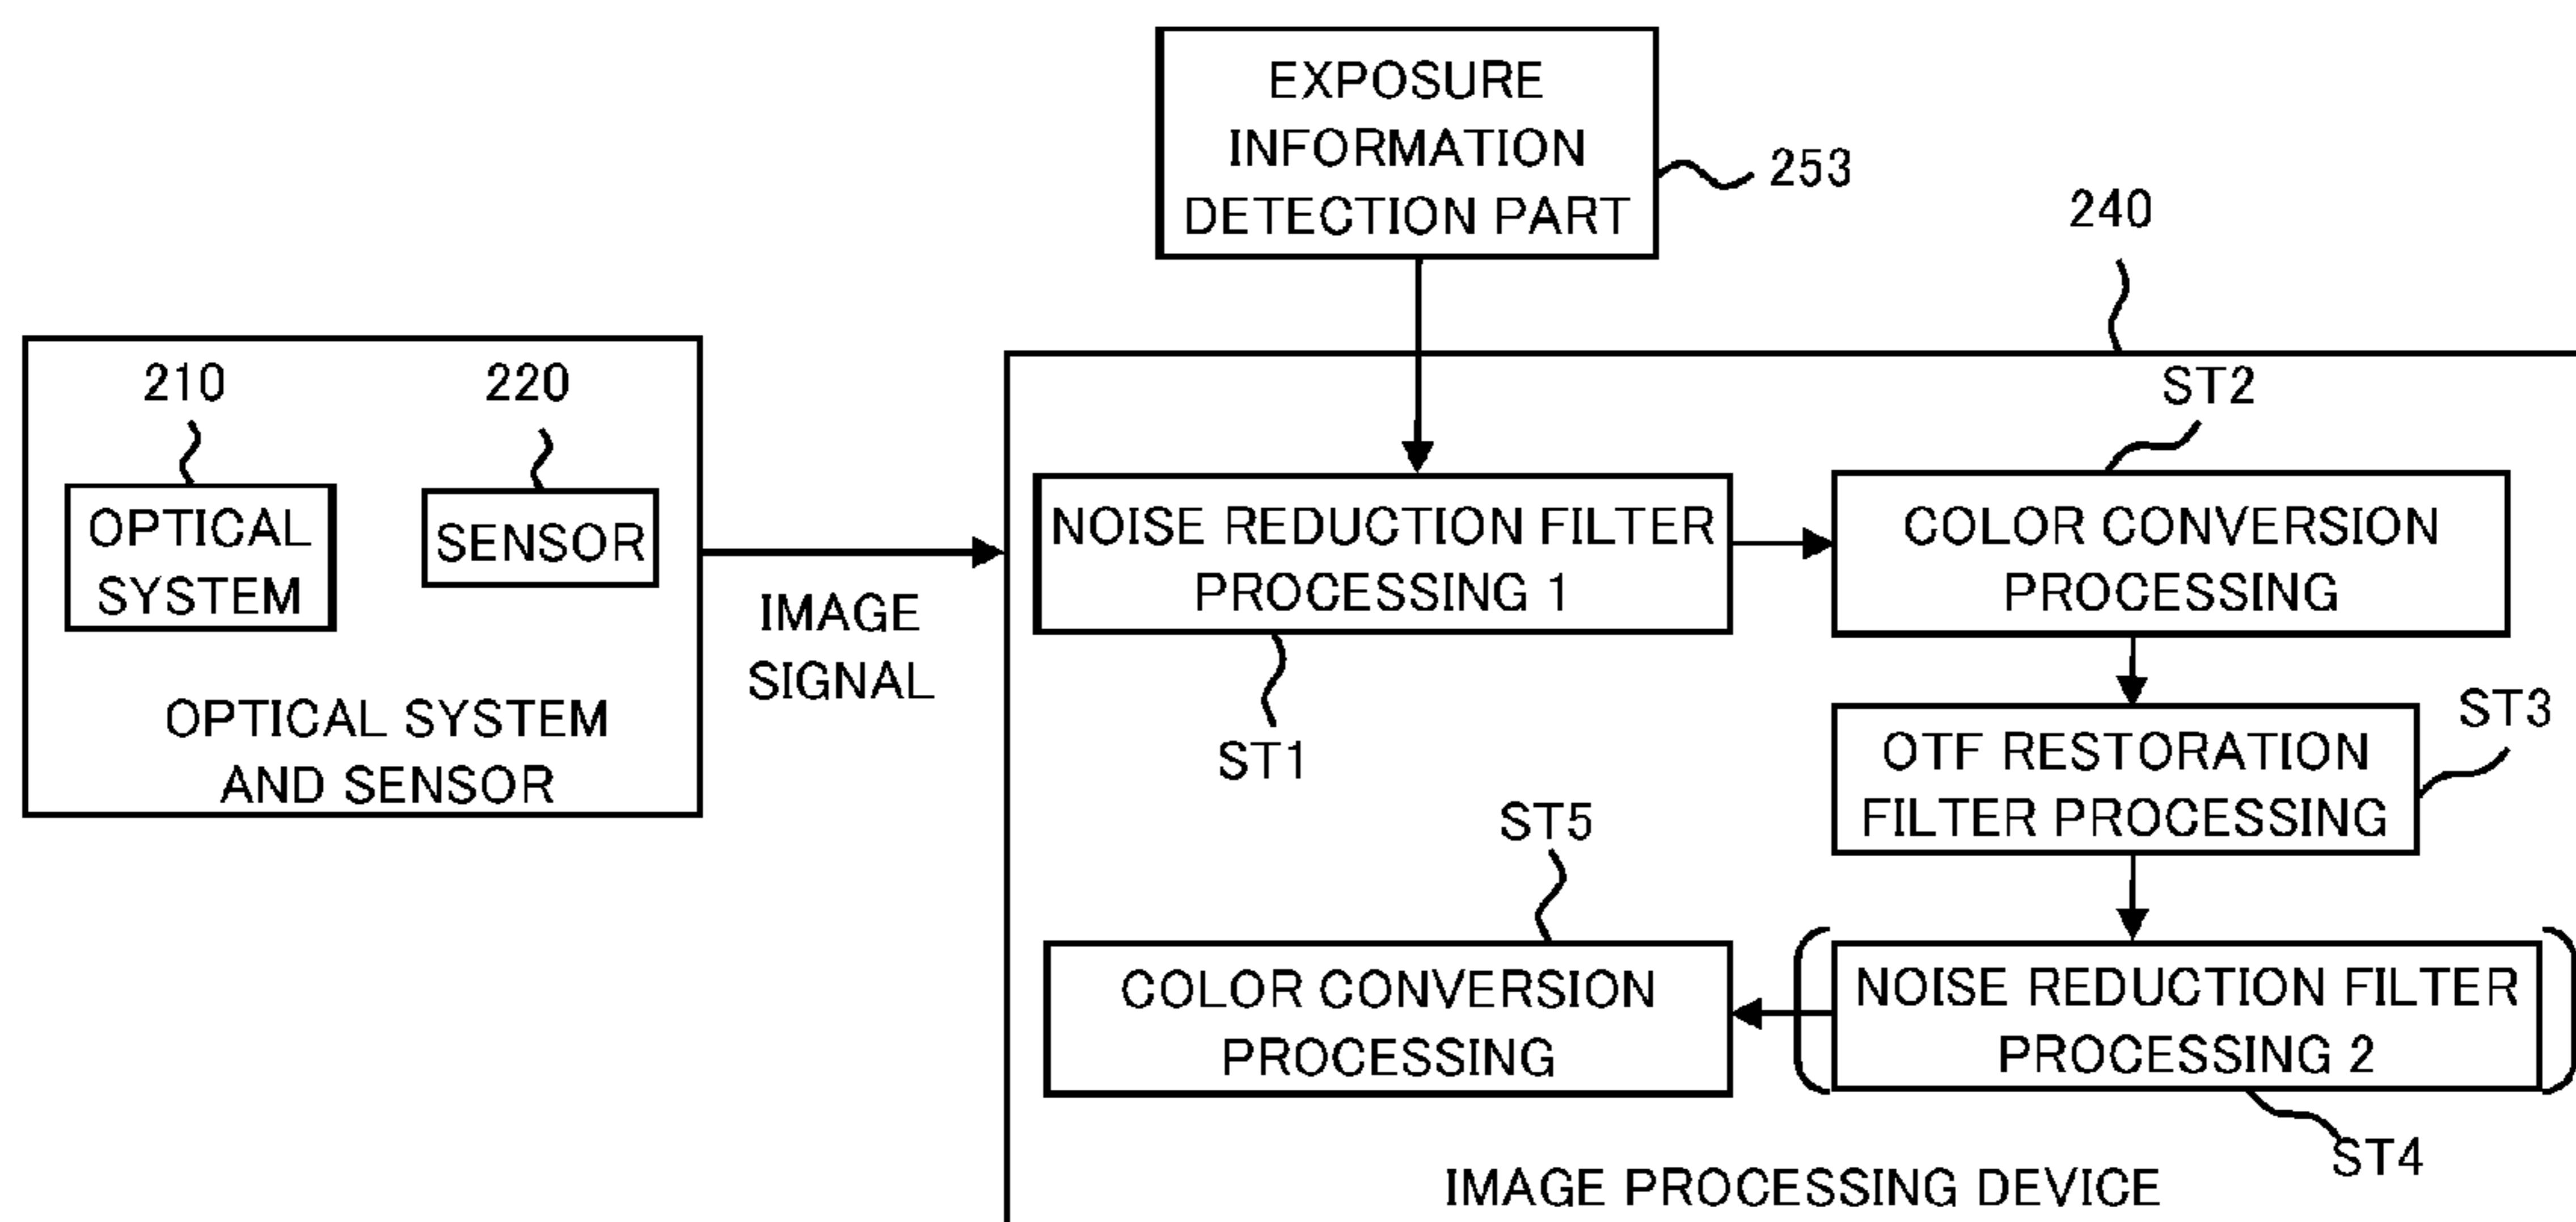 EXPOSURE
INFORMATION
DETECTION PART
253
240
210
220
OPTICAL
SYSTEM
SENSOR
OPTICAL SYSTEM
AND SENSOR
IMAGE
SIGNAL
NOISE REDUCTION FILTER
PROCESSING 1
ST1
ST2
COLOR CONVERSION
PROCESSING
OTF RESTORATION
FILTER PROCESSING
ST3
ST5
COLOR CONVERSION
PROCESSING
NOISE REDUCTION FILTER
PROCESSING 2
ST4
IMAGE PROCESSING DEVICE